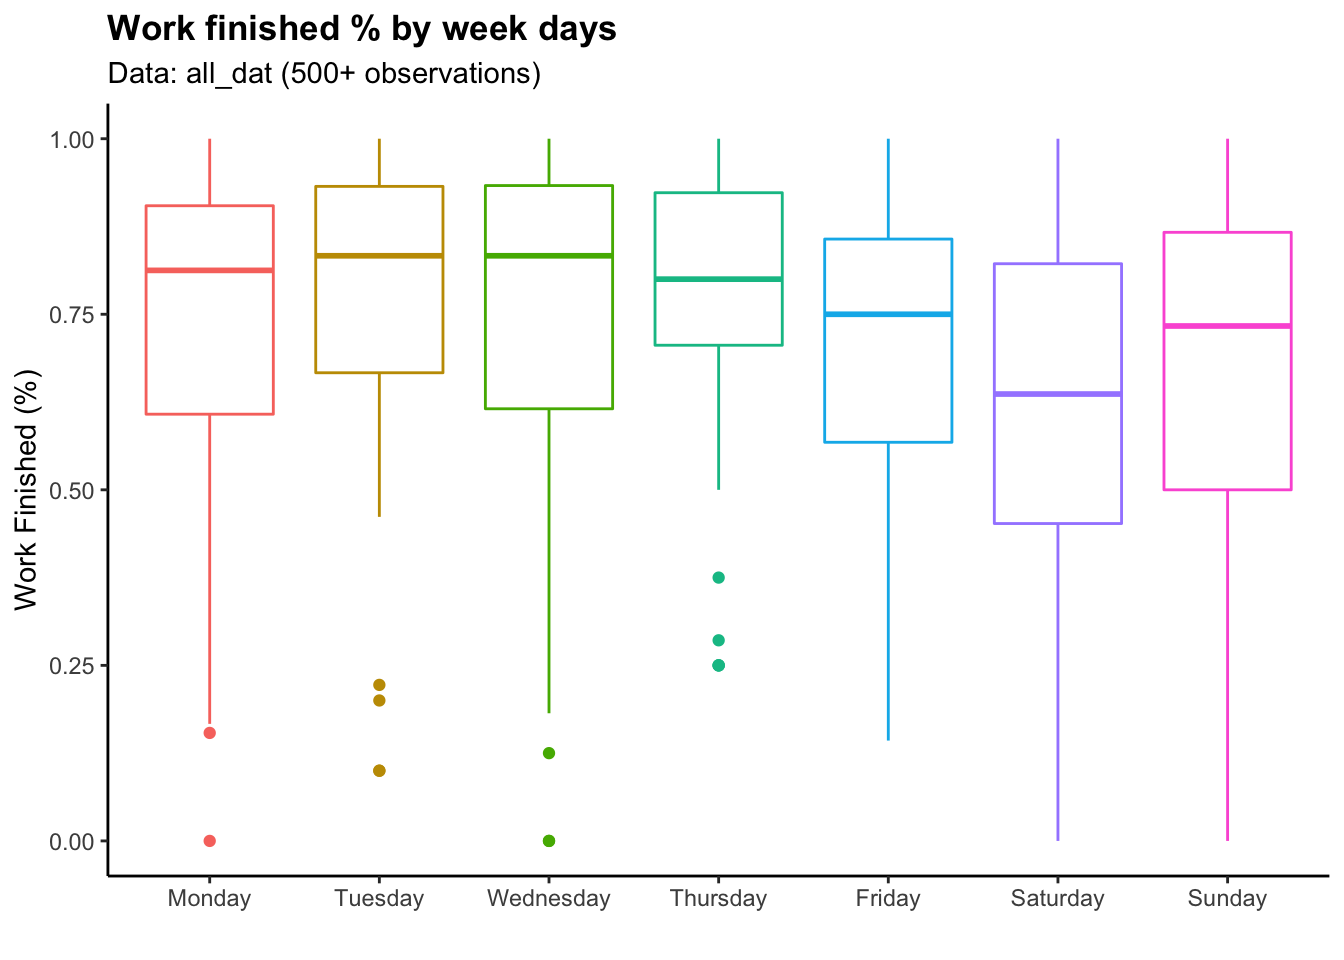 Work finished % by week days
Data: all_dat (500+ observations)
Work Finished (%)
1.00
0.75
0.50
0.25
0.00
Monday Tuesday Wednesday Thursday Friday Saturday Sunday